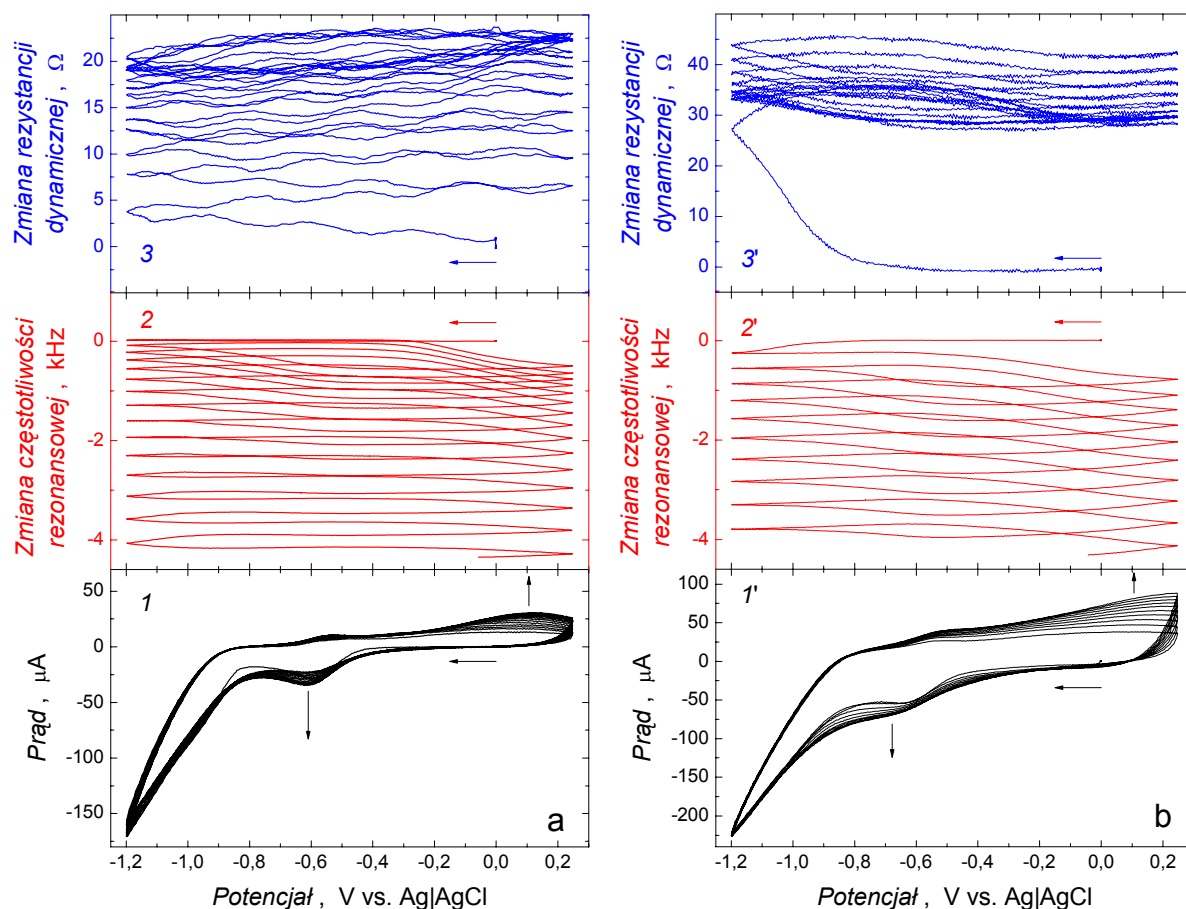 Zmiana rezystancji
dynamicznej , Ω
20
15
10
5
0
3
Zmiana rezystancji
dynamicznej , Ω
40
30
20
10
0
3'
Zmiana częstotliwości
rezonansowej , kHz
0
-2
-4
2
Zmiana częstotliwości
rezonansowej , kHz
0
-2
-4
2'
Prąd , μA
50
0
-50
-100
-150
1
a
-1,2 -1,0 -0,8 -0,6 -0,4 -0,2 0,0 0,2
Potencjał , V vs. Ag|AgCl
Prąd , μA
100
50
0
-50
-100
-150
-200
1'
b
-1,2 -1,0 -0,8 -0,6 -0,4 -0,2 0,0 0,2
Potencjał , V vs. Ag|AgCl